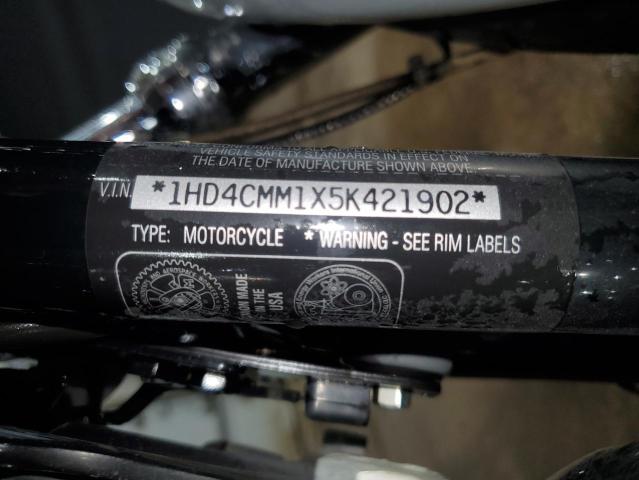 VEHICLE SAFETY STANDARDS IN EFFECT ON
THE DATE OF MANUFACTURE SHOWN ABOVE.
V.I.N. *1HD4CMM1X5K421902*
TYPE: MOTORCYCLE * WARNING - SEE RIM LABELS
MADE
IN THE
USA